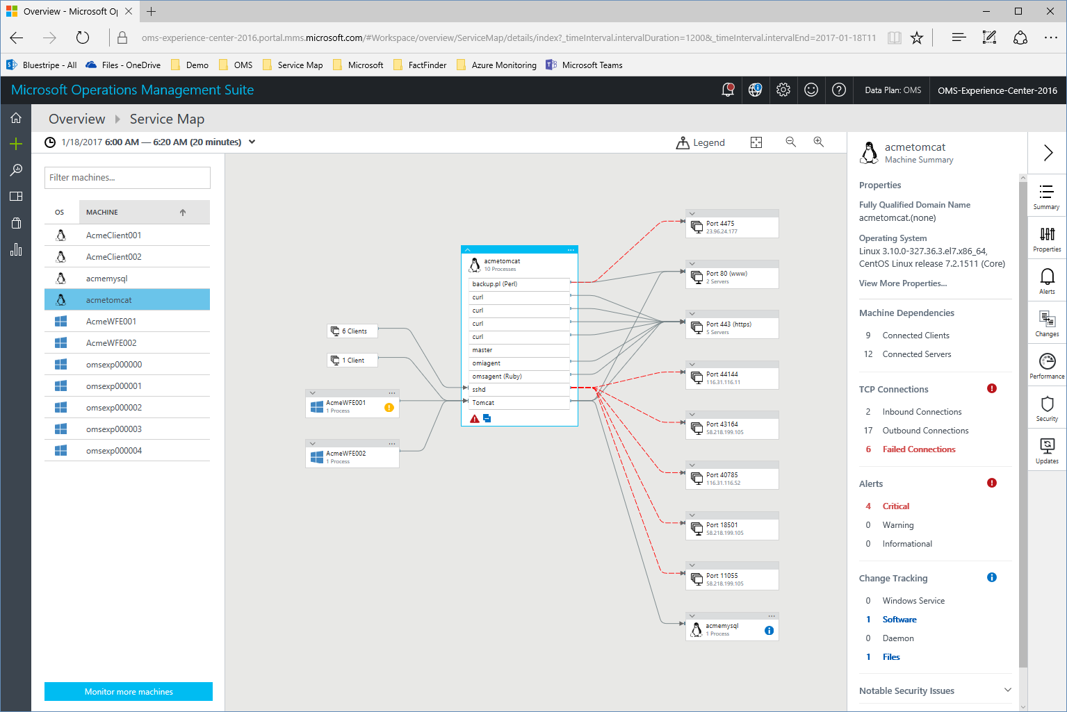 Overview - Microsoft Op
oms-experience-center-2016.portal.mms.microsoft.com/#Workspace/overview/ServiceMap/details/index?_timeInterval.intervalDuration=1200&_timeInterval.intervalEnd=2017-01-18T11
Bluestripe - All
Files - OneDrive
Demo
OMS
Service Map
Microsoft
FactFinder
Azure Monitoring
Microsoft Teams
Microsoft Operations Management Suite
Data Plan: OMS
OMS-Experience-Center-2016
Overview
Service Map
1/18/2017 6:00 AM — 6:20 AM (20 minutes)
Legend
Filter machines...
OS
MACHINE
AcmeClient001
AcmeClient002
acmemysql
acmetomcat
AcmeWFE001
AcmeWFE002
omsexp000000
omsexp000001
omsexp000002
omsexp000003
omsexp000004
Monitor more machines
6 Clients
1 Client
AcmeWFE001
1 Process
AcmeWFE002
1 Process
acmetomcat
10 Processes
backup.pl (Perl)
curl
curl
curl
curl
master
omiagent
omsagent (Ruby)
sshd
Tomcat
Port 4475
23.96.24.177
Port 80 (www)
2 Servers
Port 443 (https)
5 Servers
Port 44144
116.31.116.11
Port 43164
58.218.199.105
Port 40785
116.31.116.52
Port 18501
58.218.199.105
Port 11055
58.218.199.105
acmemysql
1 Process
acmetomcat
Machine Summary
Properties
Fully Qualified Domain Name
acmetomcat.(none)
Operating System
Linux 3.10.0-327.36.3.el7.x86_64,
CentOS Linux release 7.2.1511 (Core)
View More Properties...
Machine Dependencies
9 Connected Clients
12 Connected Servers
TCP Connections
2 Inbound Connections
17 Outbound Connections
6 Failed Connections
Alerts
4 Critical
0 Warning
0 Informational
Change Tracking
0 Windows Service
1 Software
0 Daemon
1 Files
Notable Security Issues
Summary
Properties
Alerts
Changes
Performance
Security
Updates